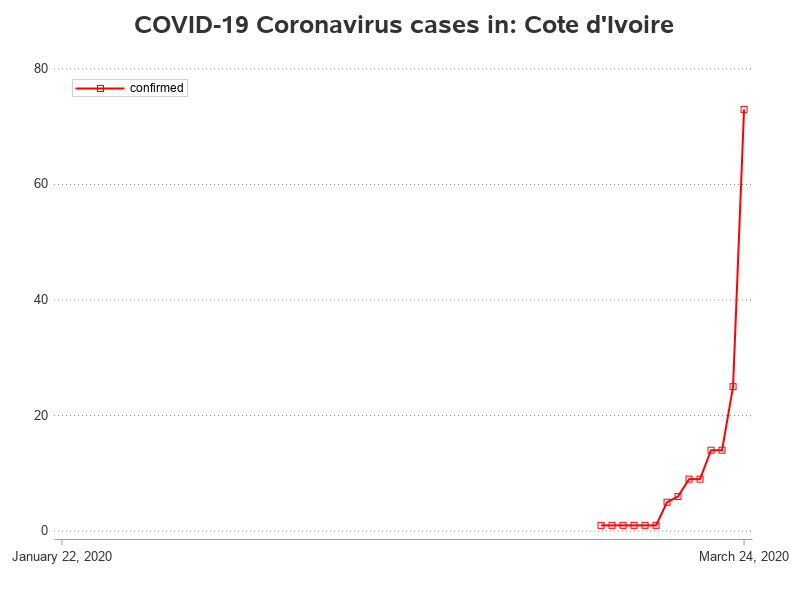 COVID-19 Coronavirus cases in: Cote d'Ivoire
80
confirmed
60
40
20
0
January 22, 2020
March 24, 2020